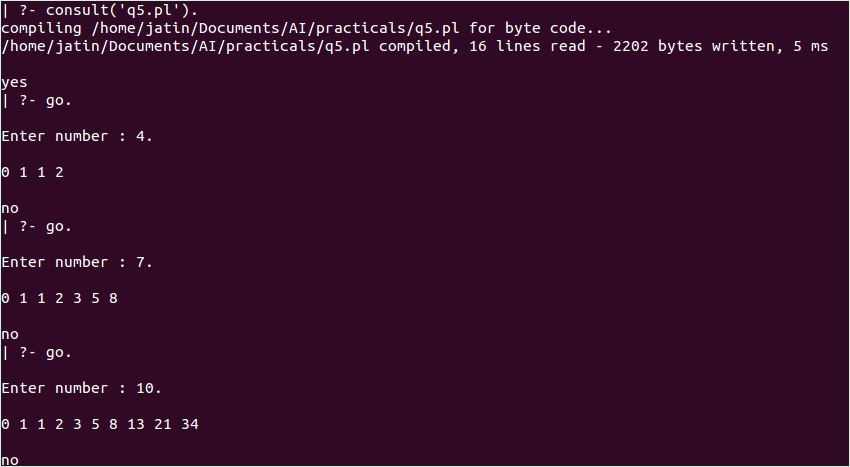 | ?- consult('q5.pl').
compiling /home/jatin/Documents/AI/practicals/q5.pl for byte code...
/home/jatin/Documents/AI/practicals/q5.pl compiled, 16 lines read - 2202 bytes written, 5 ms
yes
| ?- go.
Enter number : 4.
0 1 1 2
no
| ?- go.
Enter number : 7.
0 1 1 2 3 5 8
no
| ?- go.
Enter number : 10.
0 1 1 2 3 5 8 13 21 34
no